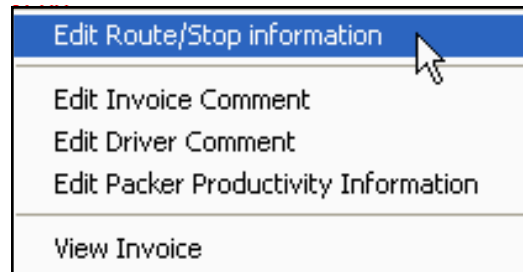 Edit Route/Stop information
Edit Invoice Comment
Edit Driver Comment
Edit Packer Productivity Information
View Invoice